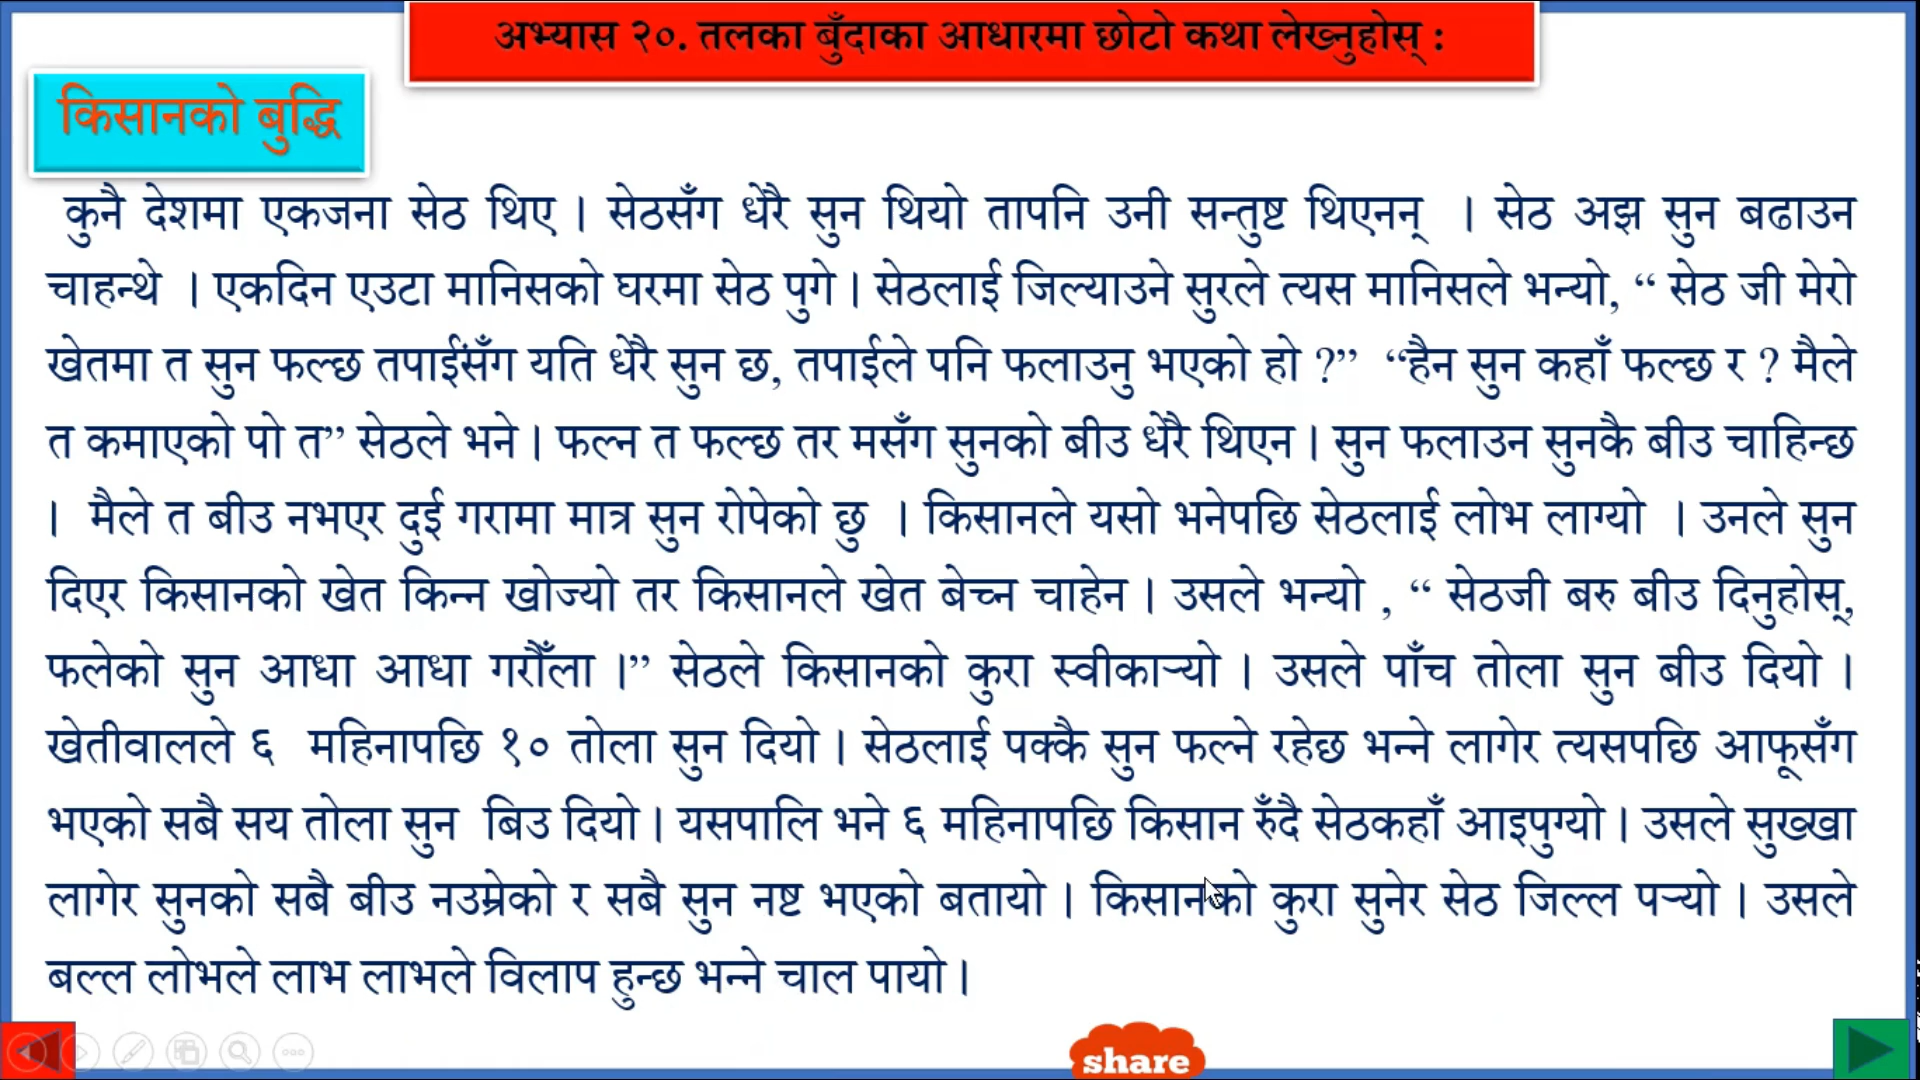 अभ्यास २०. तलका बुँदाका आधारमा छोटो कथा लेख्नुहोस् :
किसानको बुद्धि
कुनै देशमा एकजना सेठ थिए । सेठसँग धेरै सुन थियो तापनि उनी सन्तुष्ट थिएनन् । सेठ अझ सुन बढाउन
चाहन्थे । एकदिन एउटा मानिसको घरमा सेठ पुगे । सेठलाई जिल्याउने सुरले त्यस मानिसले भन्यो, “ सेठ जी मेरो
खेतमा त सुन फल्छ तपाईंसँग यति धेरै सुन छ, तपाईले पनि फलाउनु भएको हो ?” “हैन सुन कहाँ फल्छ र ? मैले
त कमाएको पो त” सेठले भने । फल्न त फल्छ तर मसँग सुनको बीउ धेरै थिएन । सुन फलाउन सुनकै बीउ चाहिन्छ
। मैले त बीउ नभएर दुई गरामा मात्र सुन रोपेको छु । किसानले यसो भनेपछि सेठलाई लोभ लाग्यो । उनले सुन
दिएर किसानको खेत किन्न खोज्यो तर किसानले खेत बेच्न चाहेन । उसले भन्यो , “ सेठजी बरु बीउ दिनुहोस्,
फलेको सुन आधा आधा गरौँला ।” सेठले किसानको कुरा स्वीकाऱ्यो । उसले पाँच तोला सुन बीउ दियो ।
खेतीवालले ६ महिनापछि १० तोला सुन दियो । सेठलाई पक्कै सुन फल्ने रहेछ भन्ने लागेर त्यसपछि आफूसँग
भएको सबै सय तोला सुन बिउ दियो । यसपालि भने ६ महिनापछि किसान रुँदै सेठकहाँ आइपुग्यो । उसले सुख्खा
लागेर सुनको सबै बीउ नउम्रेको र सबै सुन नष्ट भएको बतायो । किसानको कुरा सुनेर सेठ जिल्ल पऱ्यो । उसले
बल्ल लोभले लाभ लाभले विलाप हुन्छ भन्ने चाल पायो ।
share